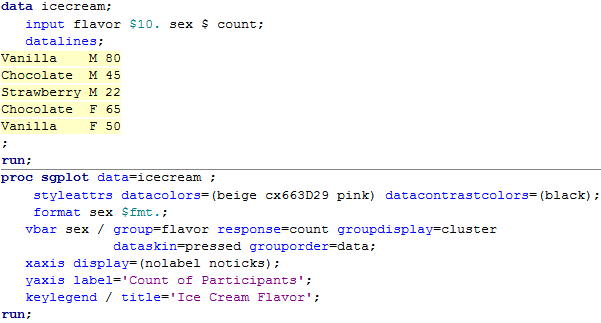 data icecream;
input flavor $10. sex $ count;
datalines;
Vanilla    M 80
Chocolate  M 45
Strawberry M 22
Chocolate  F 65
Vanilla    F 50
;
run;
proc sgplot data=icecream ;
styleattrs datacolors=(beige cx663D29 pink) datacontrastcolors=(black);
format sex $fmt.;
vbar sex / group=flavor response=count groupdisplay=cluster
dataskin=pressed grouporder=data;
xaxis display=(nolabel noticks);
yaxis label='Count of Participants';
keylegend / title='Ice Cream Flavor';
run;